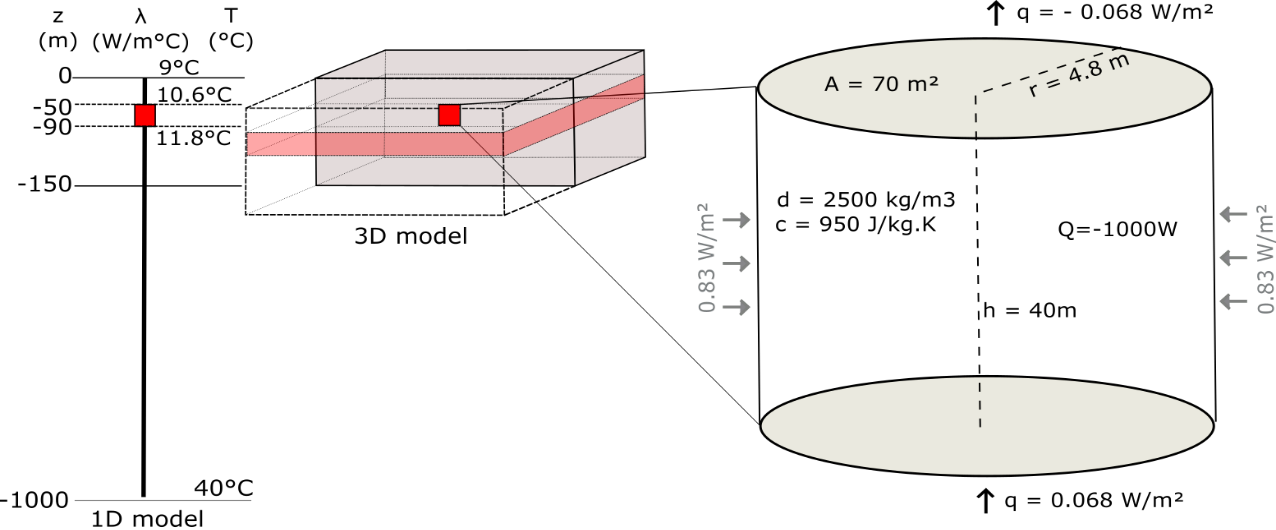 z λ T
(m) (W/m°C) (°C)
0 9°C
-50 10.6°C
-90 11.8°C
-150
-1000 40°C
1D model
3D model
q = - 0.068 W/m²
A = 70 m²
r = 4.8 m
d = 2500 kg/m3
c = 950 J/kg.K
Q=-1000W
0.83 W/m²
0.83 W/m²
h = 40m
q = 0.068 W/m²